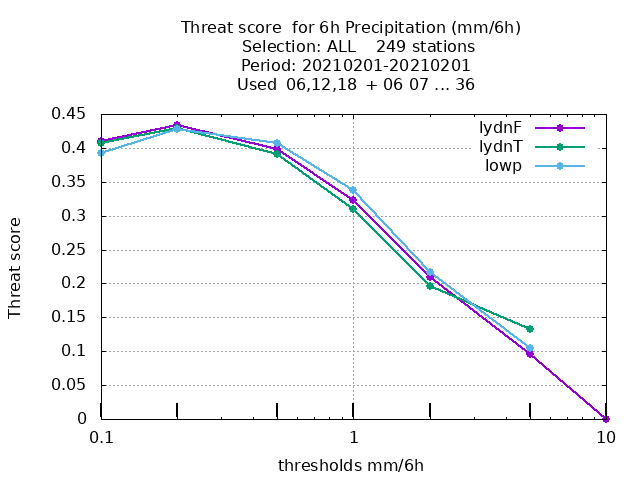 Threat score  for 6h Precipitation (mm/6h)
Selection: ALL    249 stations
Period: 20210201-20210201
Used  06,12,18  + 06 07 ... 36
0.45
0.4
0.35
0.3
0.25
0.2
0.15
0.1
0.05
0
Threat score
lydnF
lydnT
lowp
0.1
1
10
thresholds mm/6h